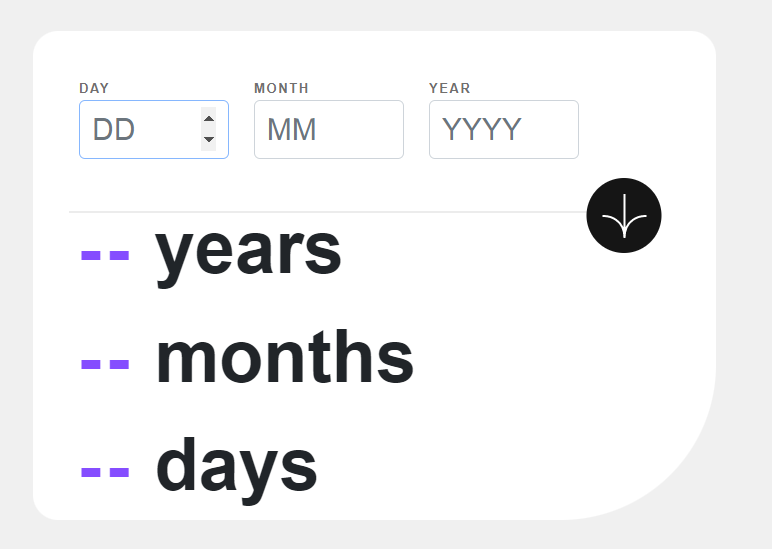 DAY MONTH YEAR
DD MM YYYY
-- years
-- months
-- days